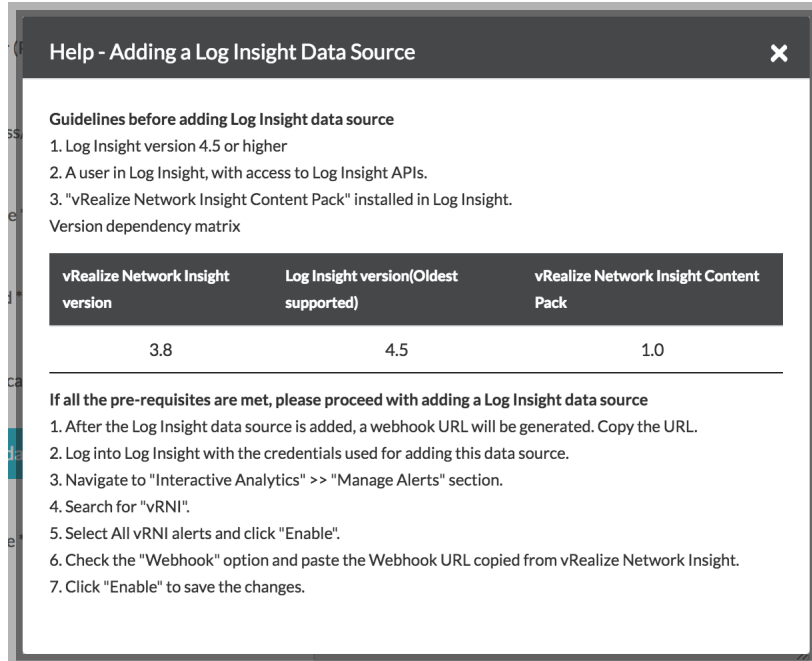 Help - Adding a Log Insight Data Source
Guidelines before adding Log Insight data source
1. Log Insight version 4.5 or higher
2. A user in Log Insight, with access to Log Insight APIs.
3. "vRealize Network Insight Content Pack" installed in Log Insight.
Version dependency matrix
vRealize Network Insight version
Log Insight version(Oldest supported)
vRealize Network Insight Content Pack
3.8 4.5 1.0
If all the pre-requisites are met, please proceed with adding a Log Insight data source
1. After the Log Insight data source is added, a webhook URL will be generated. Copy the URL.
2. Log into Log Insight with the credentials used for adding this data source.
3. Navigate to "Interactive Analytics" >> "Manage Alerts" section.
4. Search for "vRNI".
5. Select All vRNI alerts and click "Enable".
6. Check the "Webhook" option and paste the Webhook URL copied from vRealize Network Insight.
7. Click "Enable" to save the changes.